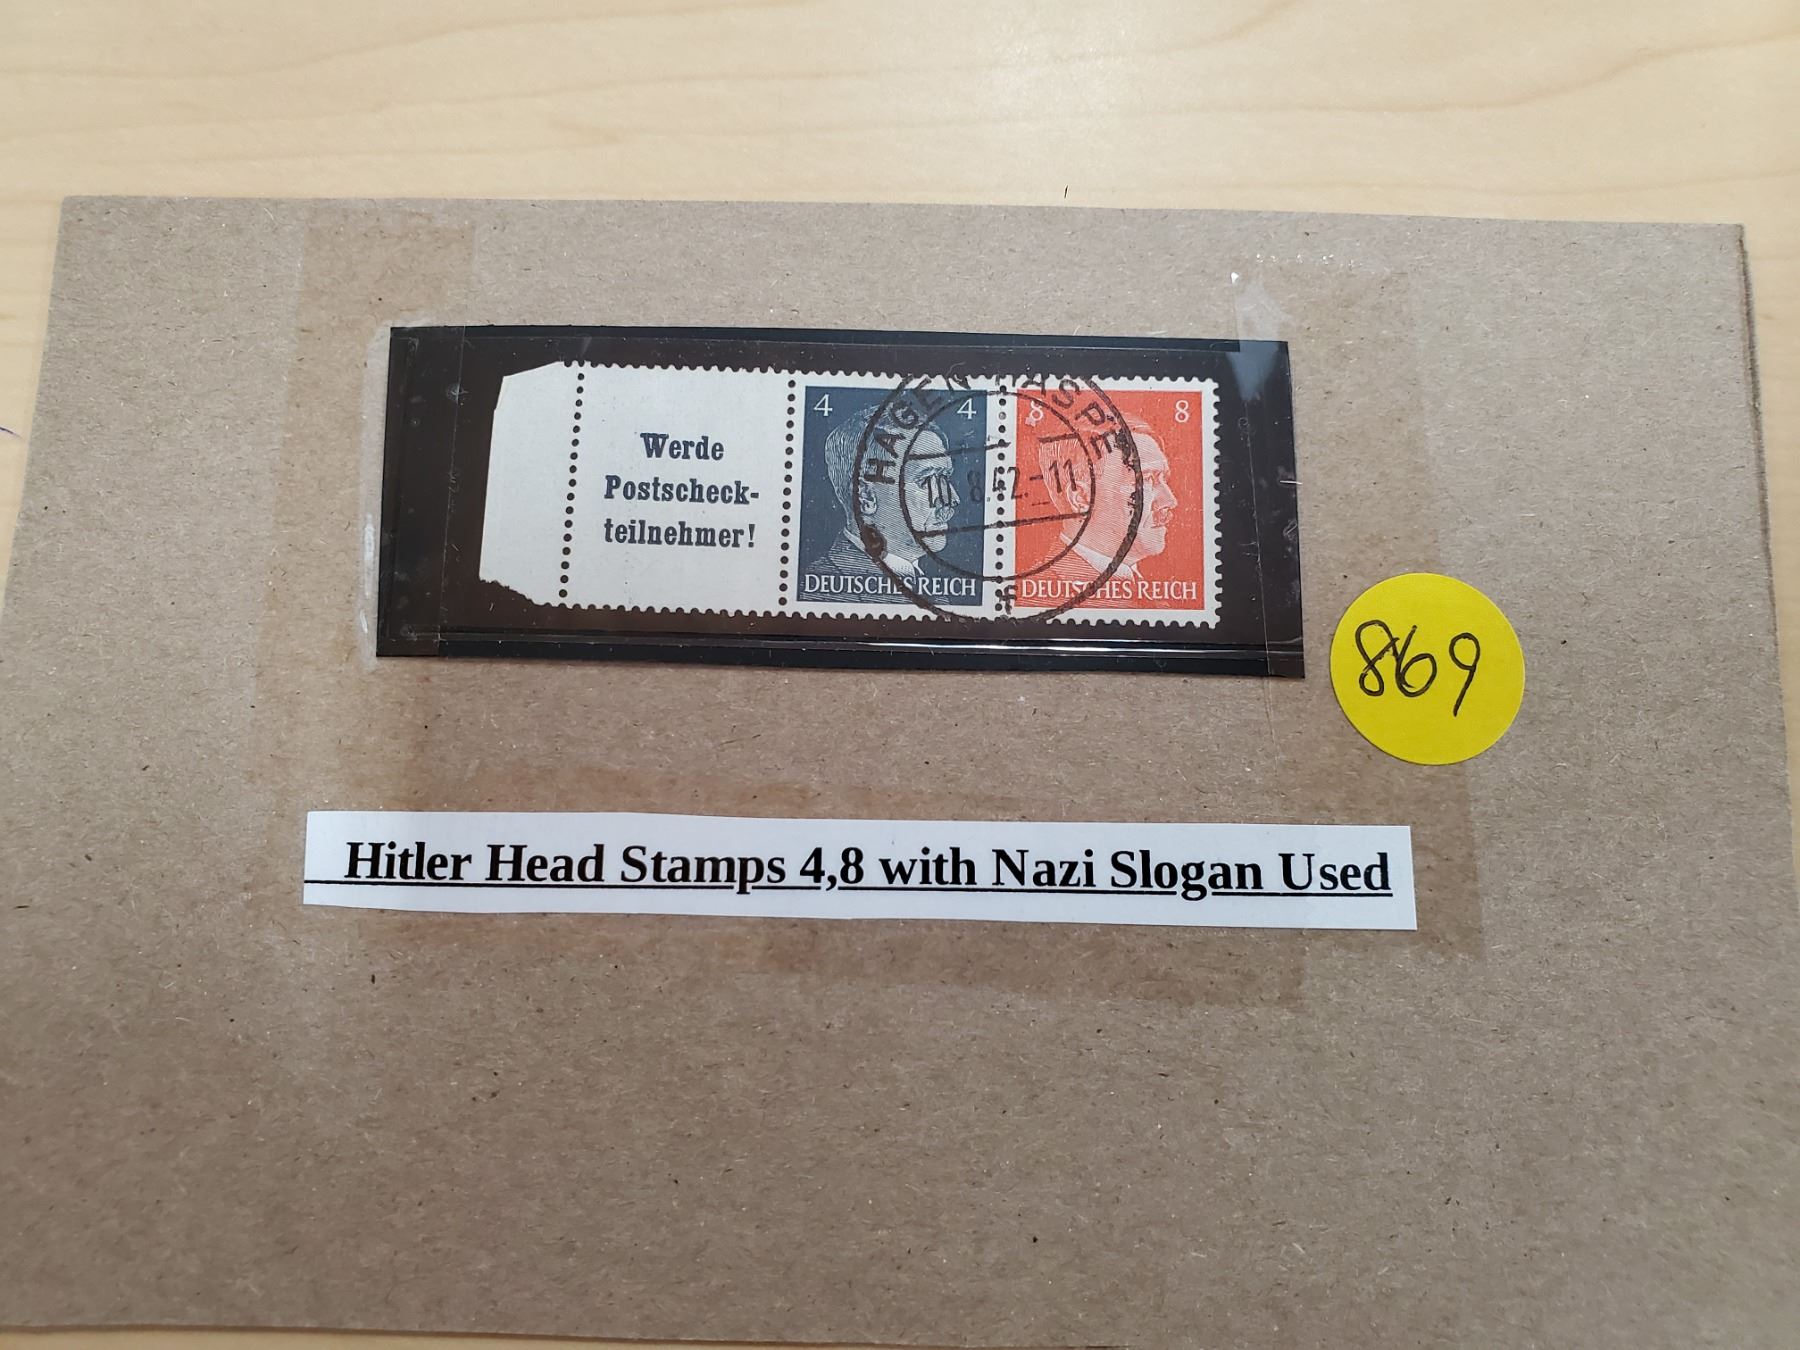 Werde
Postscheck-
teilnehmer!
4 4
DEUTSCHES REICH
8 8
DEUTSCHES REICH
HAGEN-HASPE
10.8.42.-11
f
869
Hitler Head Stamps 4,8 with Nazi Slogan Used